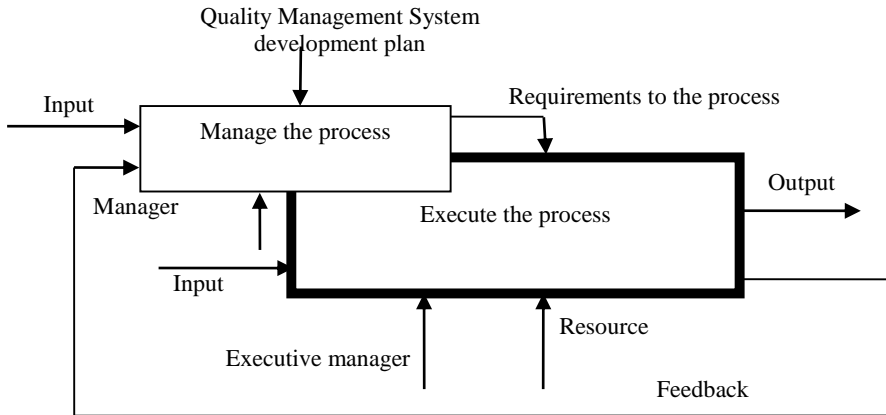 Quality Management System
development plan
Input
Requirements to the process
Manage the process
Manager
Output
Execute the process
Input
Resource
Executive manager
Feedback